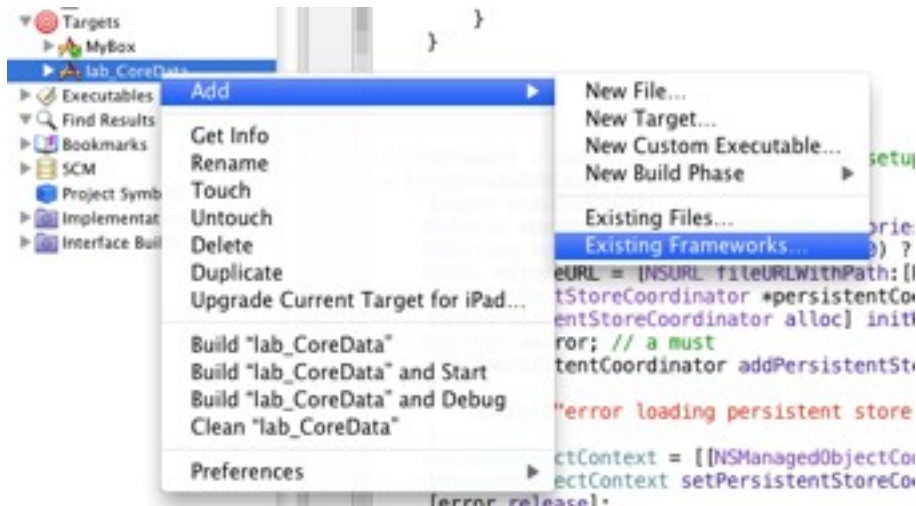 Targets
MyBox
lab_CoreData
Executables
Find Results
Bookmarks
SCM
Project Symb
Implementat
Interface Buil
Add
Get Info
Rename
Touch
Untouch
Delete
Duplicate
Upgrade Current Target for iPad...
Build "lab_CoreData"
Build "lab_CoreData" and Start
Build "lab_CoreData" and Debug
Clean "lab_CoreData"
Preferences
New File...
New Target...
New Custom Executable...
New Build Phase
Existing Files...
Existing Frameworks...
}
}
setup
ories
) ?
eURL = [NSURL fileURLWithPath:[
tStoreCoordinator *persistentCo
entStoreCoordinator alloc] init
ror; // a must
tentCoordinator addPersistentSt
"error loading persistent store
ctContext = [[NSManagedObjectCo
ectContext setPersistentStoreCo
[error release];